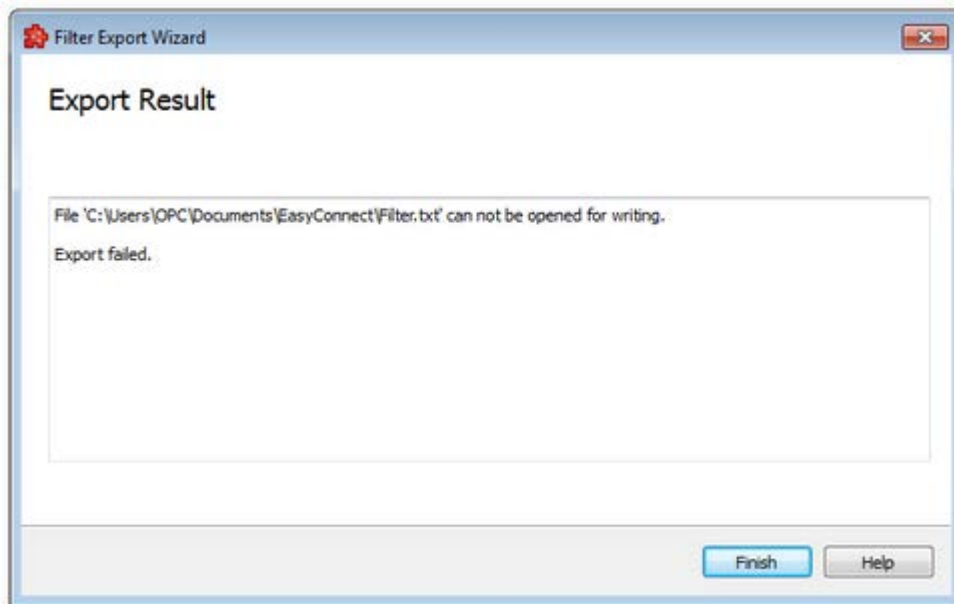 Filter Export Wizard
Export Result
File 'C:\Users\OPC\Documents\EasyConnect\Filter.txt' can not be opened for writing.
Export failed.
Finish
Help